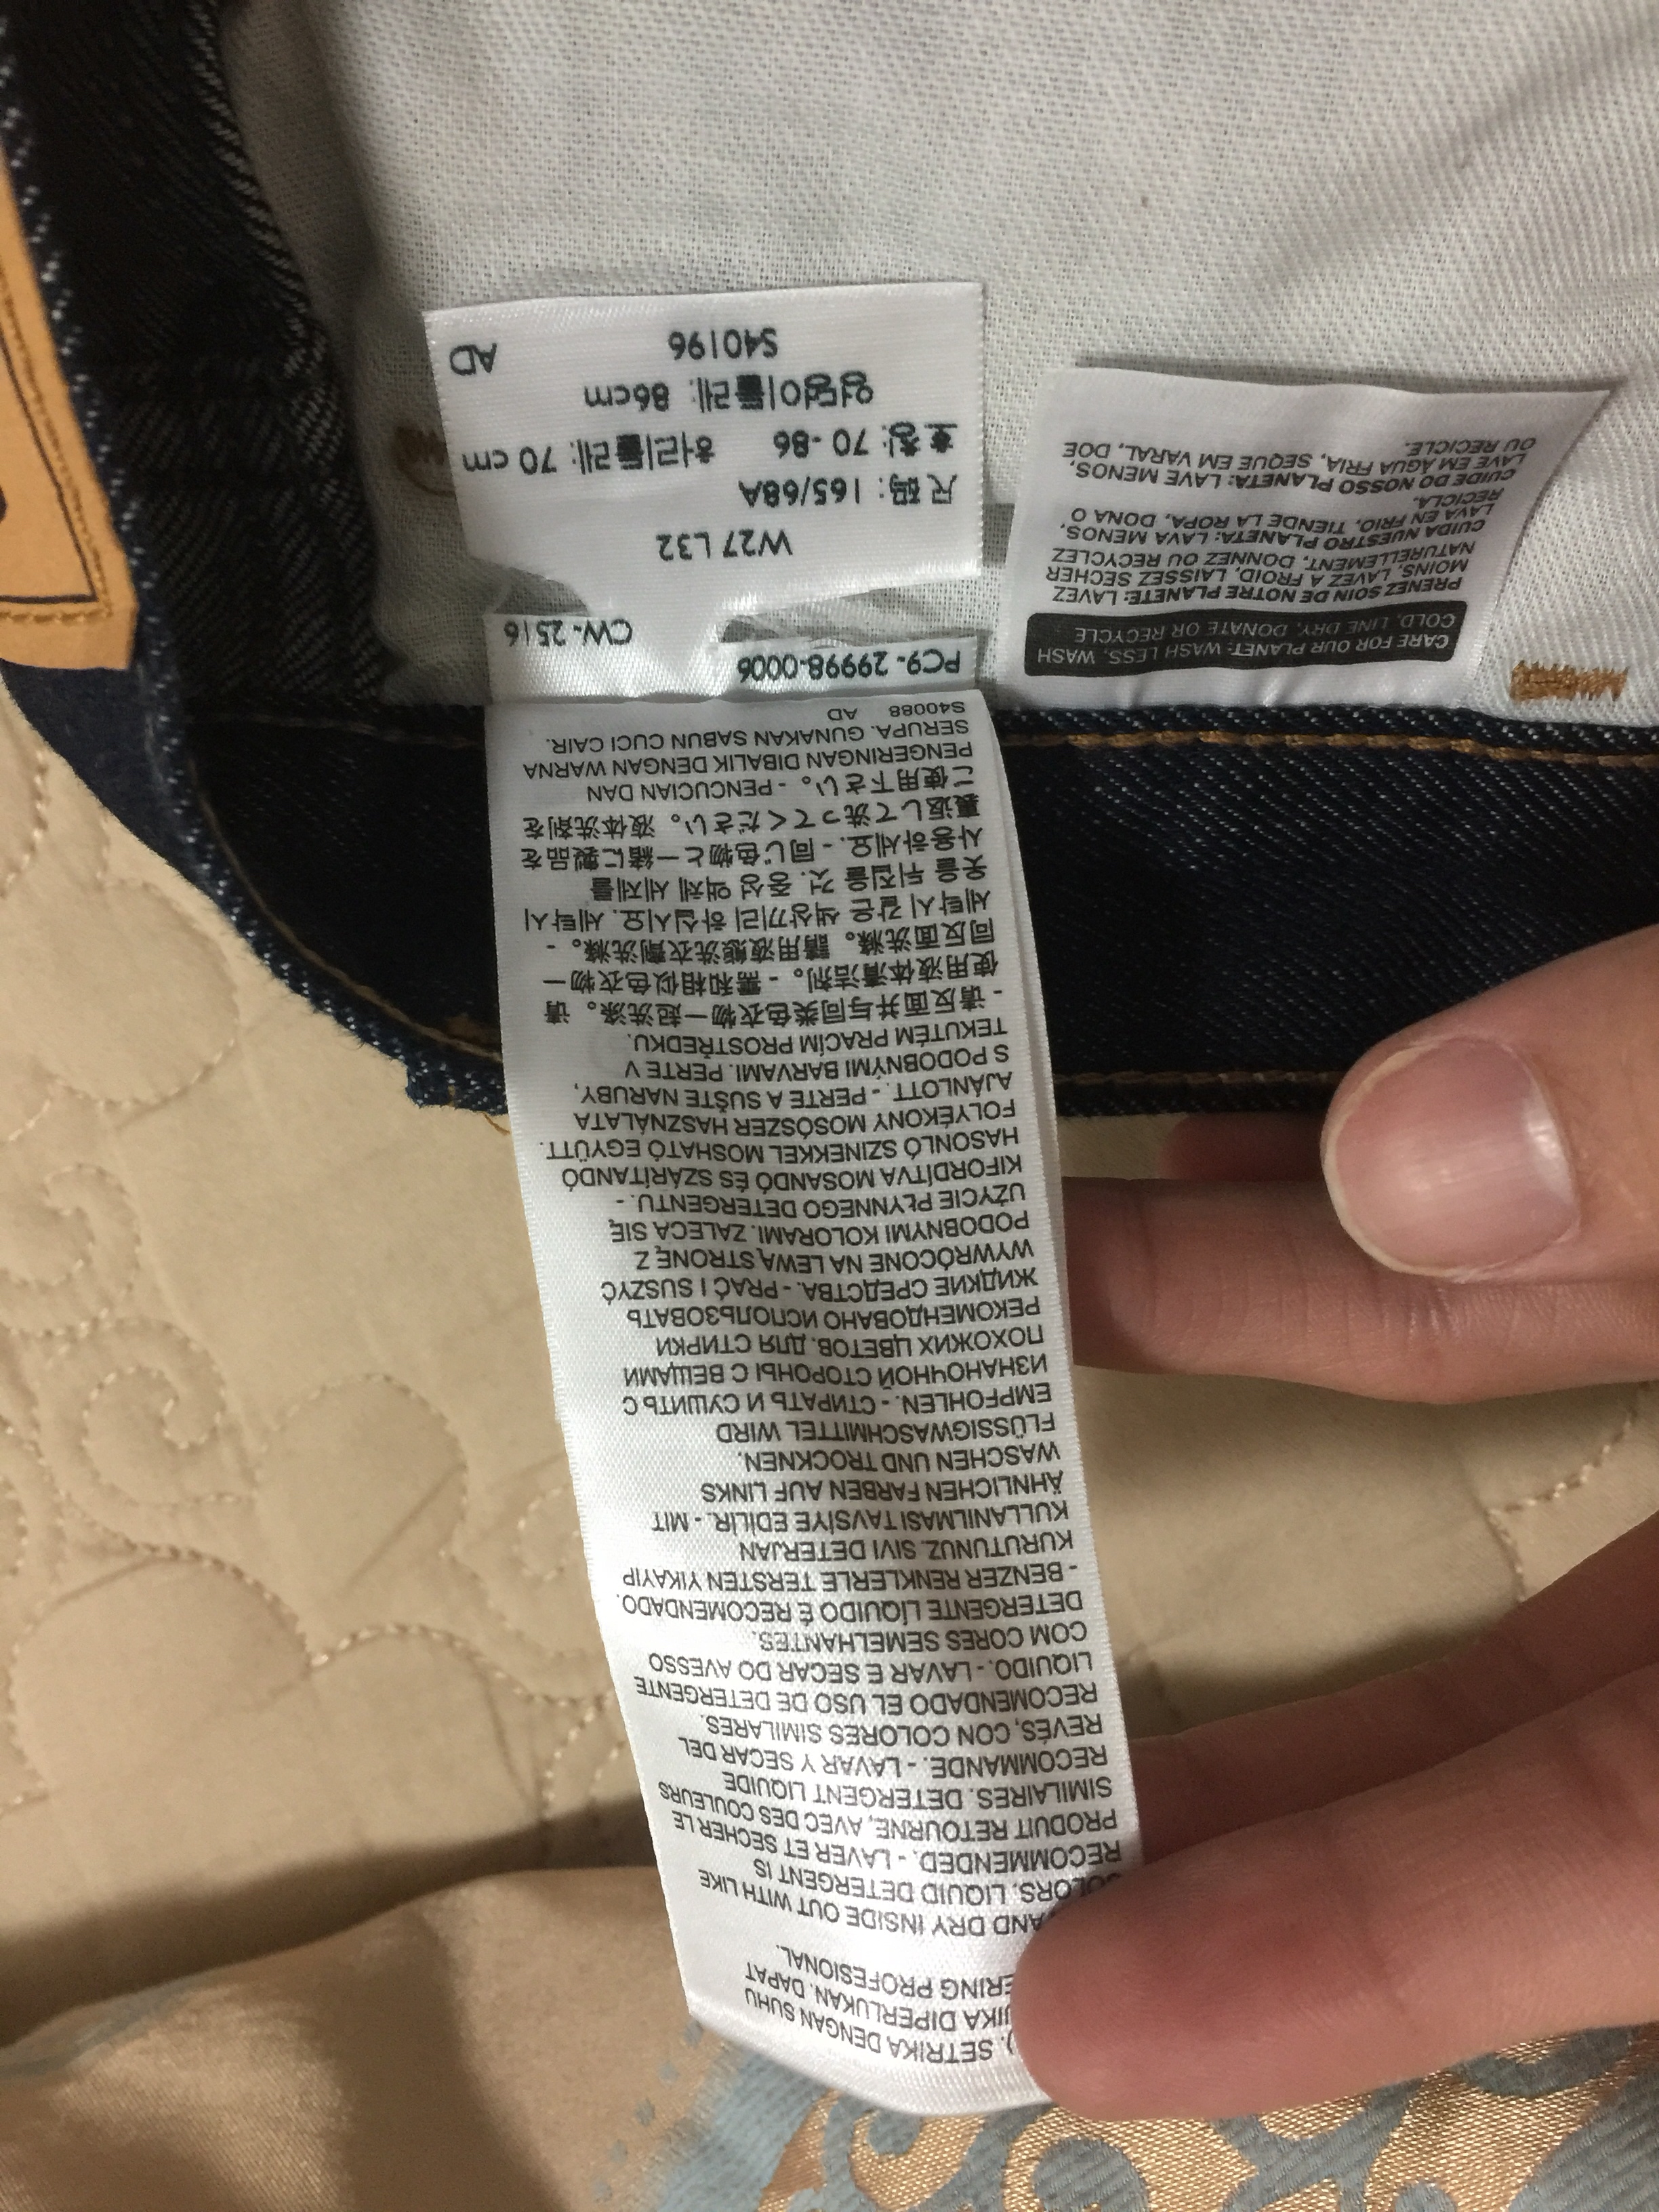 CARE FOR OUR PLANET: WASH LESS, WASH
COLD, LINE DRY, DONATE OR RECYCLE
PRENEZ SOIN DE NOTRE PLANETE: LAVEZ
MOINS, LAVEZ A FROID, LAISSEZ SECHER
NATURELLEMENT, DONNEZ OU RECYCLEZ
CUIDA NUESTRO PLANETA: LAVA MENOS,
LAVA EN FRIO, TIENDE LA ROPA, DONA O
RECICLA.
CUIDE DO NOSSO PLANETA: LAVE MENOS,
LAVE EM ÁGUA FRIA, SEQUE EM VARAL, DOE
OU RECICLE.
PC9-29998-0006 CW-2516
W27 L32
尺码: 165/68A
호칭: 70-86 허리둘레: 70 cm
엉덩이둘레: 86cm
S40196 AD
). SETRIKA DENGAN SUHU
JIKA DIPERLUKAN. DAPAT
ERING PROFESIONAL.
AND DRY INSIDE OUT WITH LIKE
COLORS. LIQUID DETERGENT IS
RECOMMENDED. - LAVER ET SECHER LE
PRODUIT RETOURNE, AVEC DES COULEURS
SIMILAIRES. DETERGENT LIQUIDE
RECOMMANDE. - LAVAR Y SECAR DEL
REVÉS, CON COLORES SIMILARES.
RECOMENDADO EL USO DE DETERGENTE
LIQUIDO. - LAVAR E SECAR DO AVESSO
COM CORES SEMELHANTES.
DETERGENTE LÍQUIDO É RECOMENDADO.
- BENZER RENKLERLE TERSTEN YIKAYIP
KURUTUNUZ. SIVI DETERJAN
KULLANILMASI TAVSİYE EDİLİR. - MIT
ÄHNLICHEN FARBEN AUF LINKS
WASCHEN UND TROCKNEN.
FLÜSSIGWASCHMITTEL WIRD
EMPFOHLEN. - СТИРАТЬ И СУШИТЬ С
ИЗНАНОЧНОЙ СТОРОНЫ С ВЕЩАМИ
ПОХОЖИХ ЦВЕТОВ. ДЛЯ СТИРКИ
РЕКОМЕНДОВАНО ИСПОЛЬЗОВАТЬ
ЖИДКИЕ СРЕДСТВА. - PRAĆ I SUSZYĆ
WYWRÓCONE NA LEWĄ STRONĘ Z
PODOBNYMI KOLORAMI. ZALECA SIĘ
UŻYCIE PŁYNNEGO DETERGENTU. -
KIFORDÍTVA MOSANDÓ ÉS SZÁRÍTANDÓ
HASONLÓ SZINEKKEL MOSHATÓ EGYÜTT.
FOLYÉKONY MOSÓSZER HASZNÁLATA
AJÁNLOTT. - PERTE A SUŠTE NARUBY,
S PODOBNÝMI BARVAMI. PERTE V
TEKUTÉM PRACÍM PROSTŘEDKU.
- 请反面并与同类色衣物一起洗涤。请
使用液体清洁剂。 - 需和相似色衣物一
同反面洗滌。請用液態洗衣劑洗滌。 -
세탁시 같은 색상끼리 하십시오. 세탁시
옷을 뒤집을 것. 중성 액체 세제를
사용하세요. - 同じ色物と一緒に製品を
裏返して洗ってください。液体洗剤を
ご使用下さい。 - PENCUCIAN DAN
PENGERINGAN DIBALIK DENGAN WARNA
SERUPA. GUNAKAN SABUN CUCI CAIR.
S40088 AD